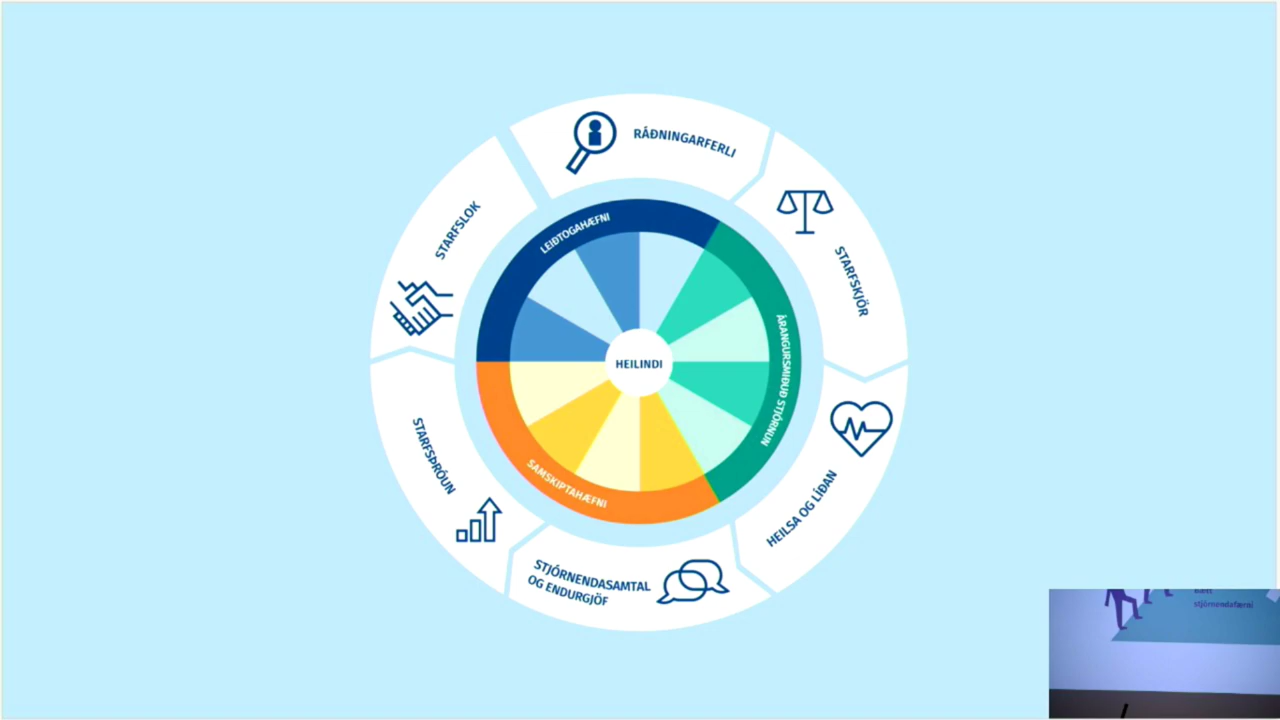 RÁÐNINGARFERLI
STARFSKJÖR
HEILSA OG LÍÐAN
STJÓRNENDASAMTAL
OG ENDURGJÖF
STARFSÞRÓUN
STARFSLOK
LEIÐTOGAHÆFNI
ÁRANGURSMIÐUÐ STJÓRNUN
SAMSKIPTAHÆFNI
HEILINDI
stjórnendafærni